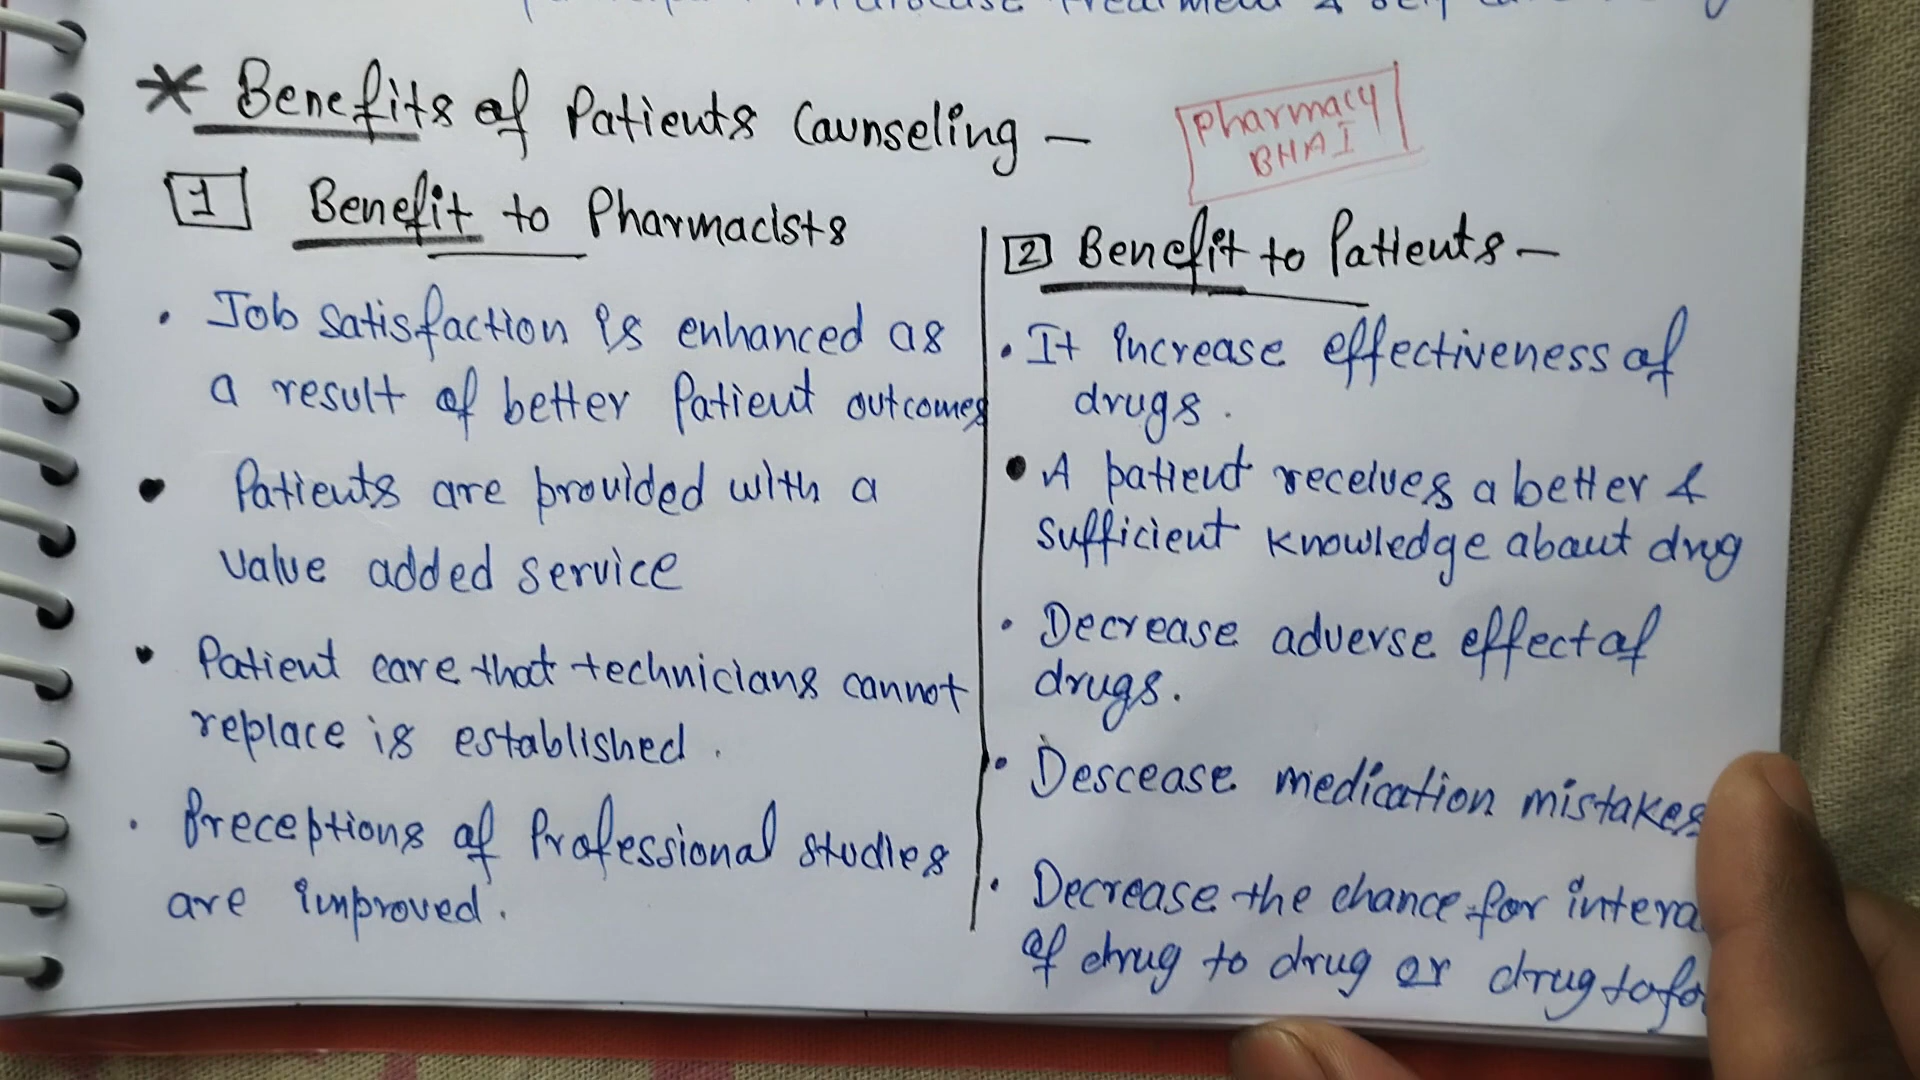 * Benefits of Patients Counseling -
Pharmacy
BHAI
1 Benefit to Pharmacists
• Job satisfaction is enhanced as
a result of better Patient outcomes
• Patients are provided with a
value added service
• Patient care that technicians cannot
replace is established.
• Preceptions of Professional studies
are improved.
2 Benefit to Patients -
• It increase effectiveness of
drugs.
• A patient receives a better &
sufficient knowledge about drug
• Decrease adverse effect of
drugs.
• Descease medication mistakes
• Decrease the chance for intera
of drug to drug or drug to fo